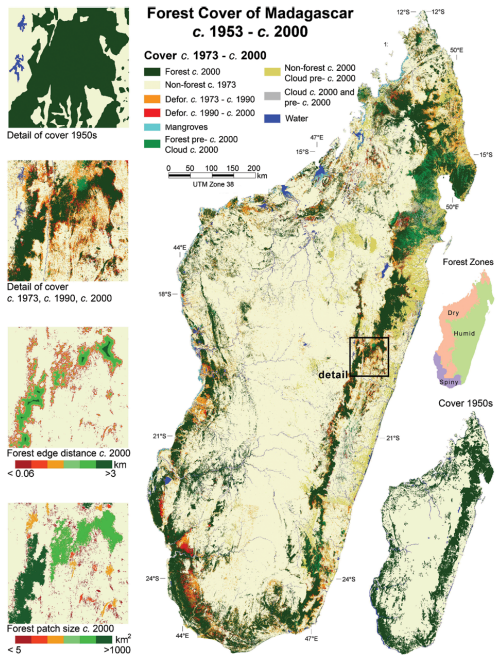 Forest Cover of Madagascar
c. 1953 - c. 2000
Cover c. 1973 - c. 2000
Forest c. 2000
Non-forest c. 1973
Defor. c. 1973 - c. 1990
Defor. c. 1990 - c. 2000
Mangroves
Forest pre- c. 2000
Cloud c. 2000
Non-forest c. 2000
Cloud pre- c. 2000
Cloud c. 2000 and
pre- c. 2000
Water
0 50 100 150 200
km
UTM Zone 38
Detail of cover 1950s
Detail of cover
c. 1973, c. 1990, c. 2000
Forest edge distance c. 2000
km
< 0.06 >3
Forest patch size c. 2000
km2
< 5 >1000
12°S 12°S
50°E
47°E
15°S 15°S
50°E
44°E
18°S
detail
21°S 21°S
24°S 24°S
44°E 47°E
Forest Zones
Dry
Humid
Spiny
Cover 1950s